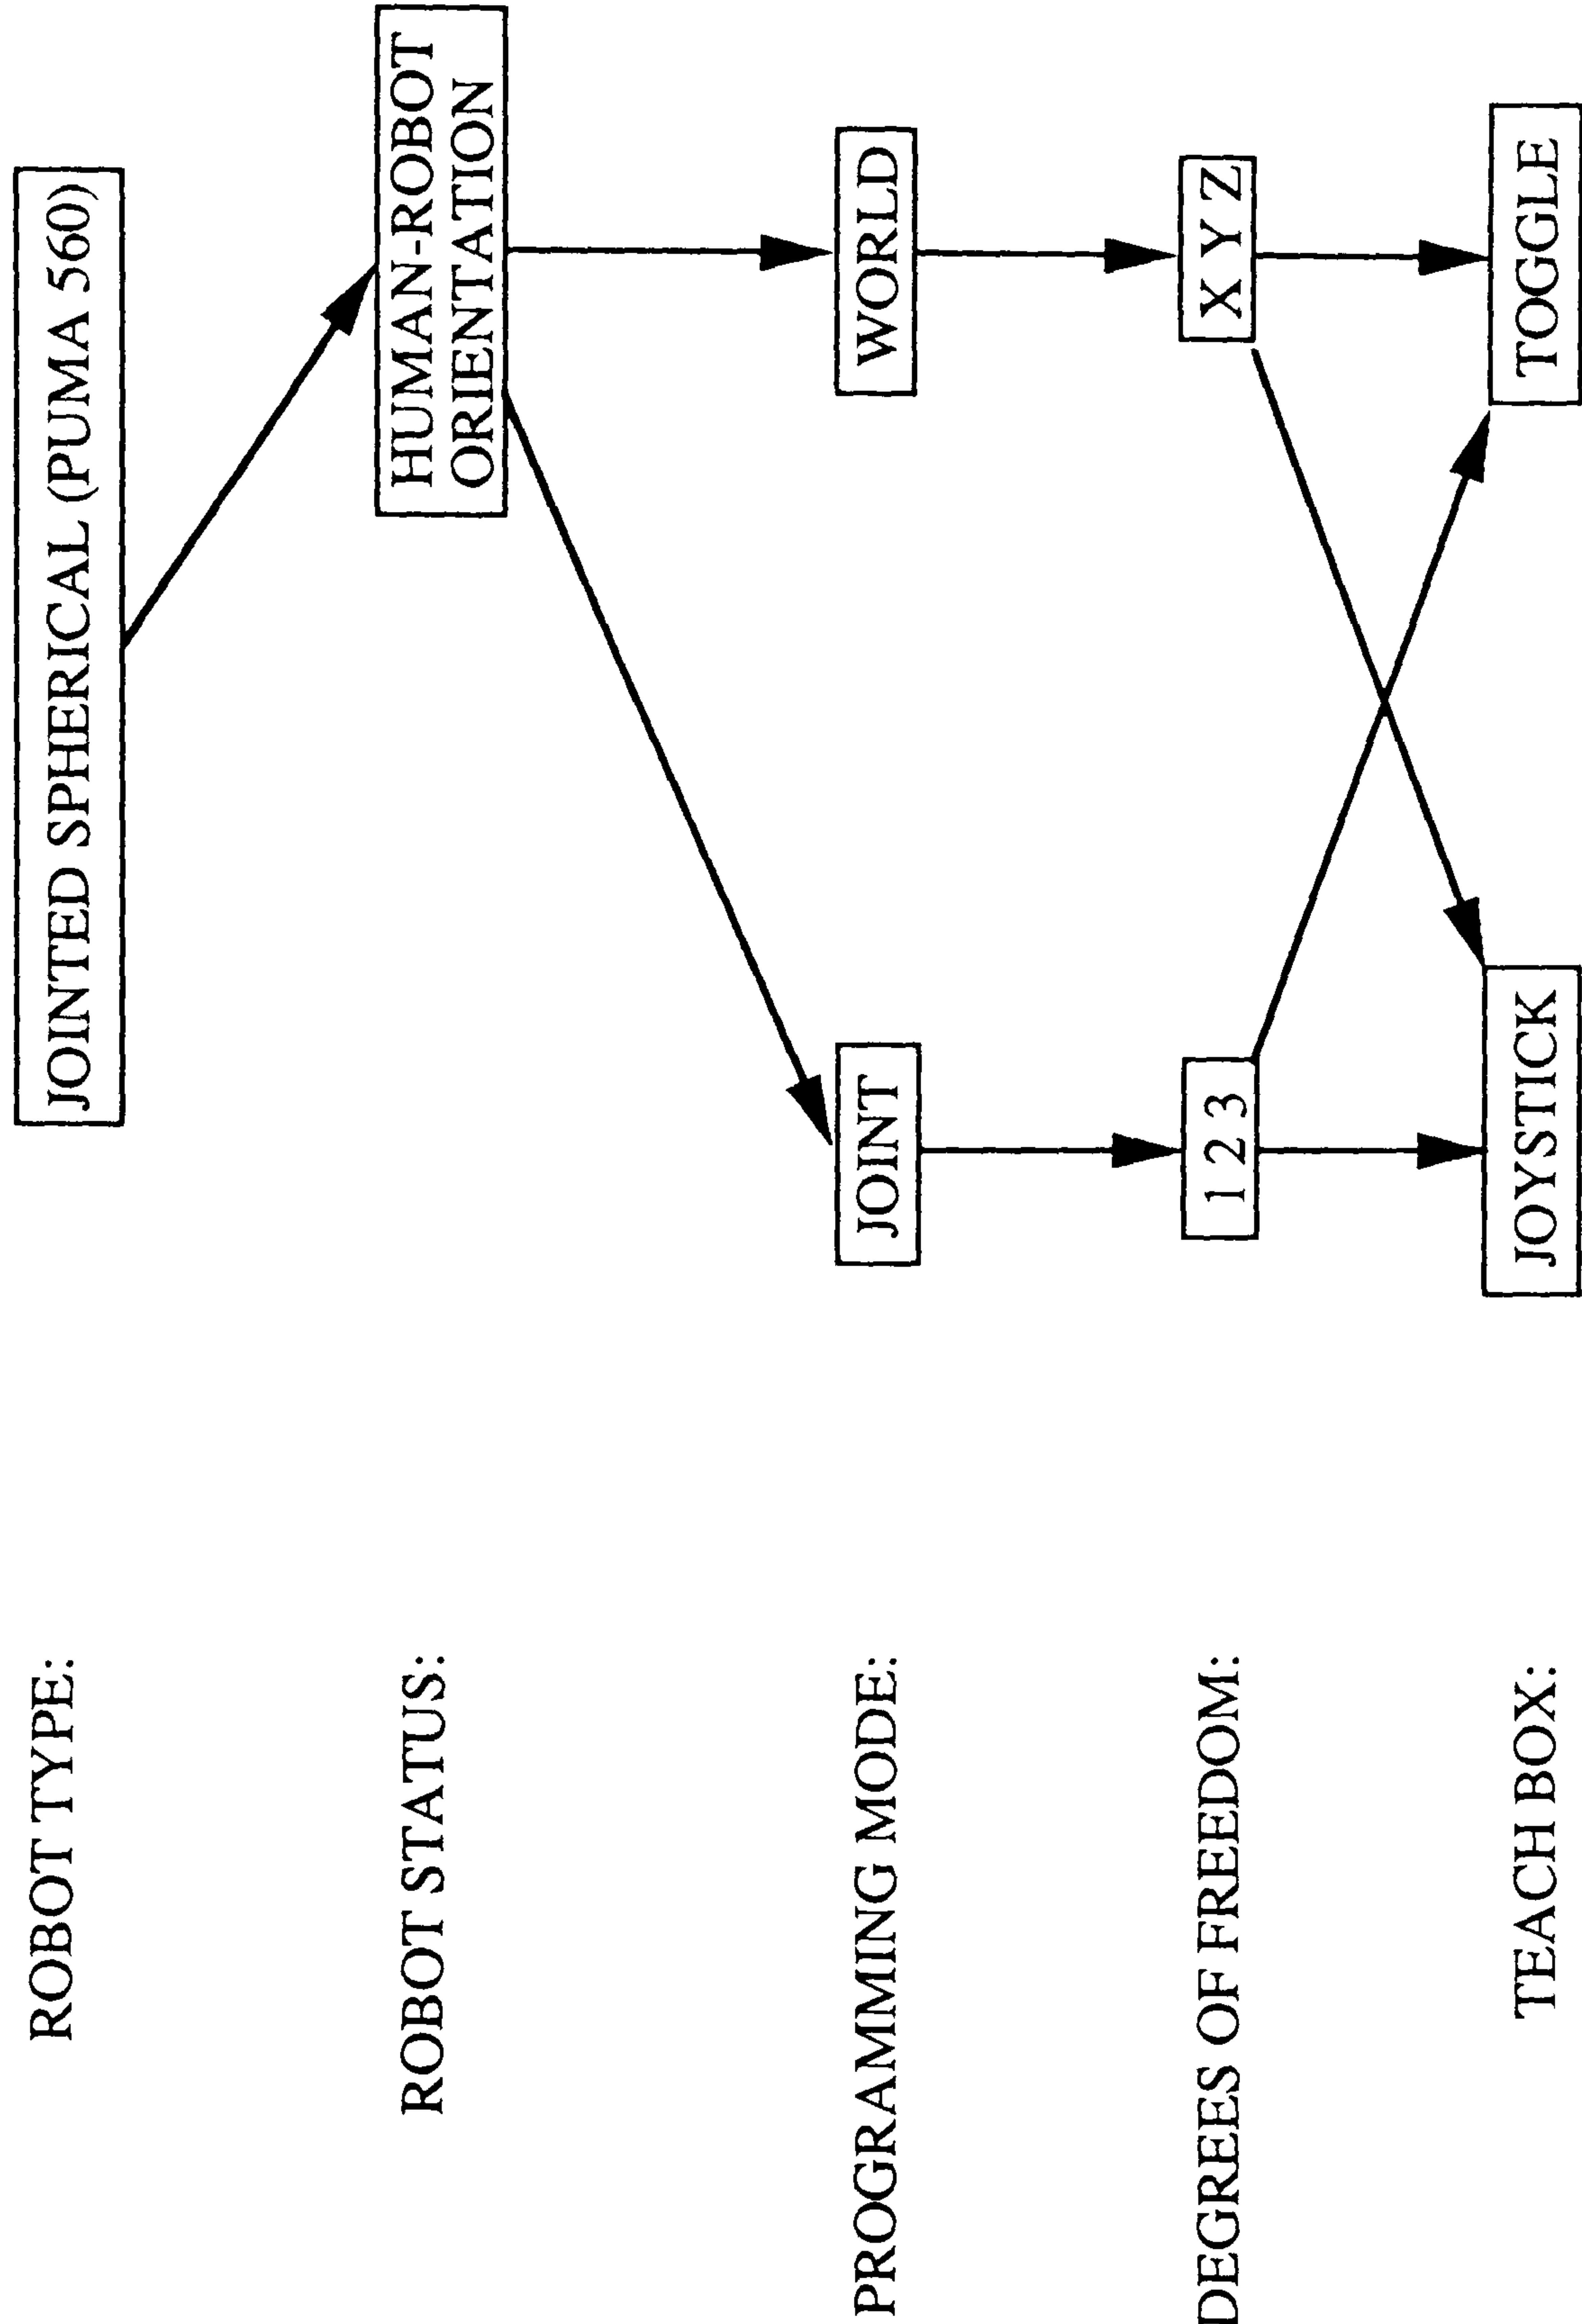 ROBOT TYPE:
JOINTED SPHERICAL (PUMA 560)
ROBOT STATUS:
HUMAN-ROBOT
ORIENTATION
PROGRAMMING MODE:
JOINT
WORLD
DEGREES OF FREEDOM:
1 2 3
X Y Z
TEACH BOX:
JOYSTICK
TOGGLE